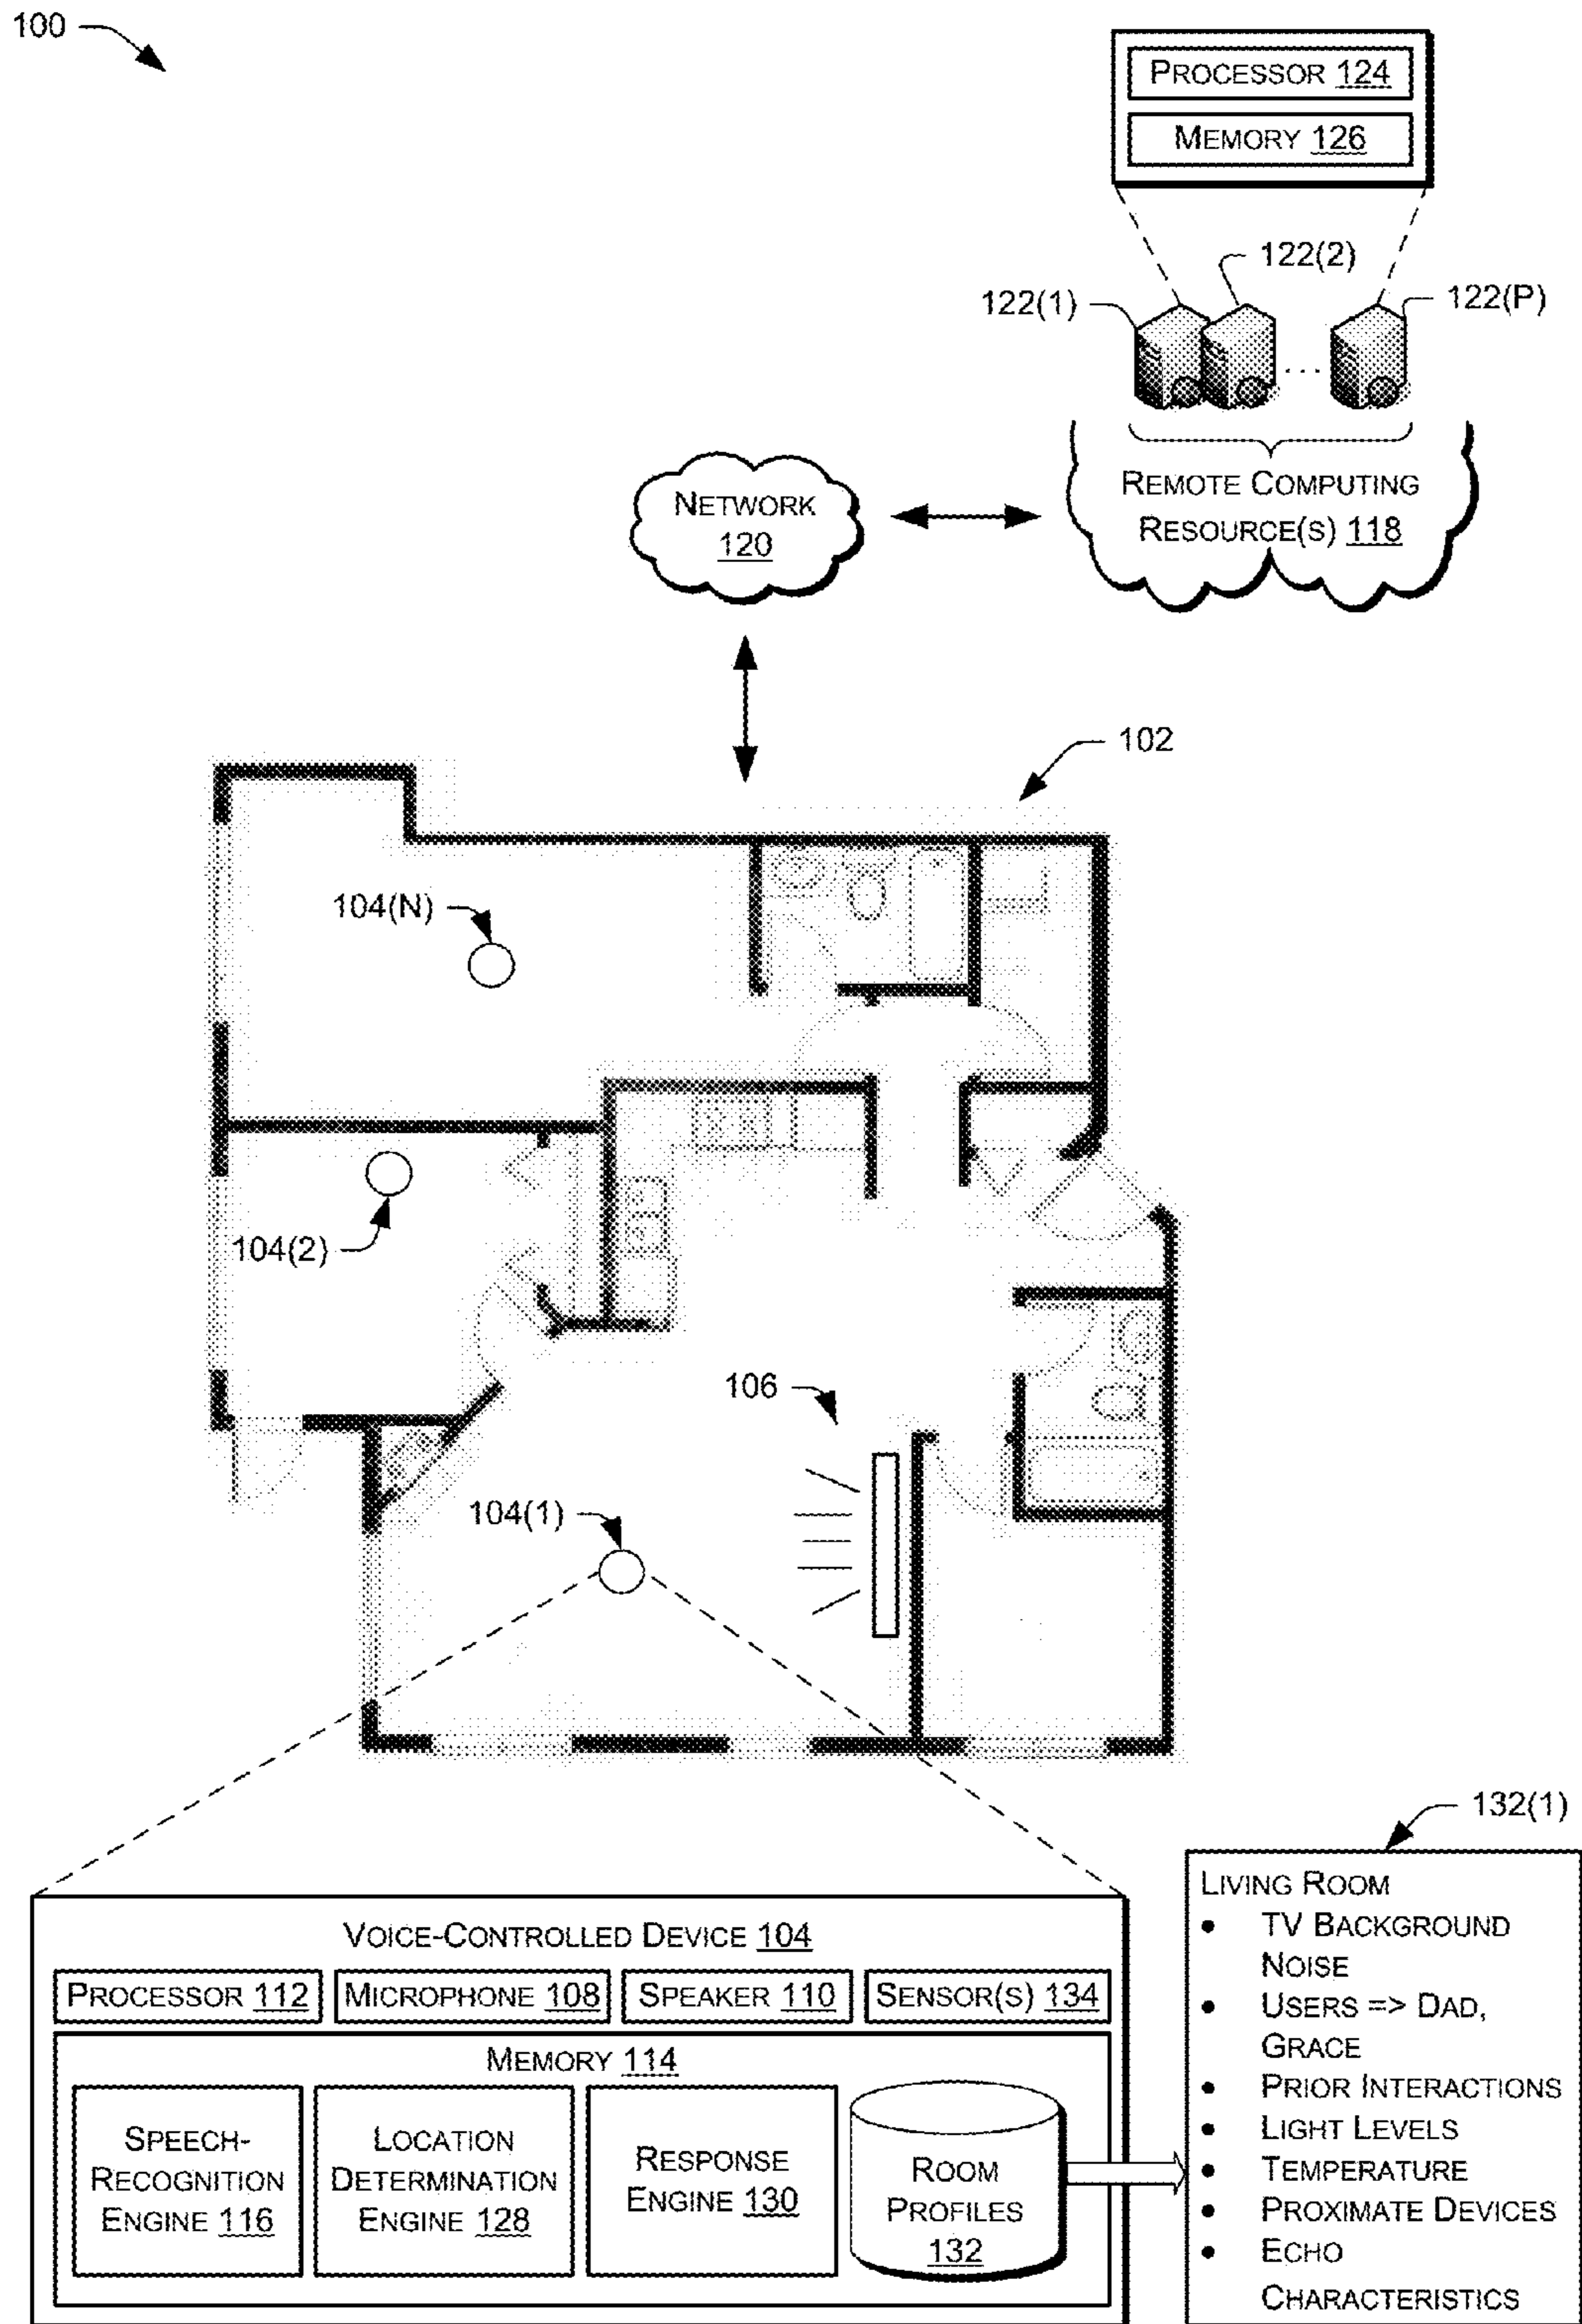 100
PROCESSOR 124
MEMORY 126
122(2)
122(1)
122(P)
...
NETWORK
120
REMOTE COMPUTING
RESOURCE(S) 118
102
104(N)
104(2)
106
104(1)
132(1)
VOICE-CONTROLLED DEVICE 104
PROCESSOR 112
MICROPHONE 108
SPEAKER 110
SENSOR(S) 134
MEMORY 114
SPEECH-
RECOGNITION
ENGINE 116
LOCATION
DETERMINATION
ENGINE 128
RESPONSE
ENGINE 130
ROOM
PROFILES
132
LIVING ROOM
• TV BACKGROUND
NOISE
• USERS => DAD,
GRACE
• PRIOR INTERACTIONS
• LIGHT LEVELS
• TEMPERATURE
• PROXIMATE DEVICES
• ECHO
CHARACTERISTICS